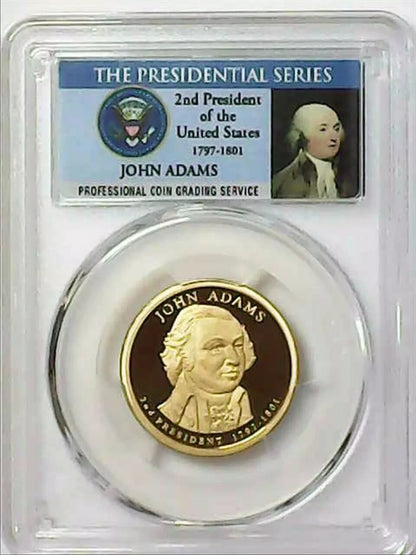 THE PRESIDENTIAL SERIES
2nd President
of the
United States
1797-1801
JOHN ADAMS
PROFESSIONAL COIN GRADING SERVICE
JOHN ADAMS
2nd PRESIDENT 1797-1801